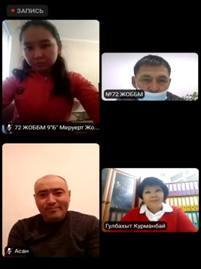 ЗАПИСЬ
№72 ЖОББМ
72 ЖОББМ 9"Б" Меруерт Жо...
Гулбахыт Курманбай
Асан